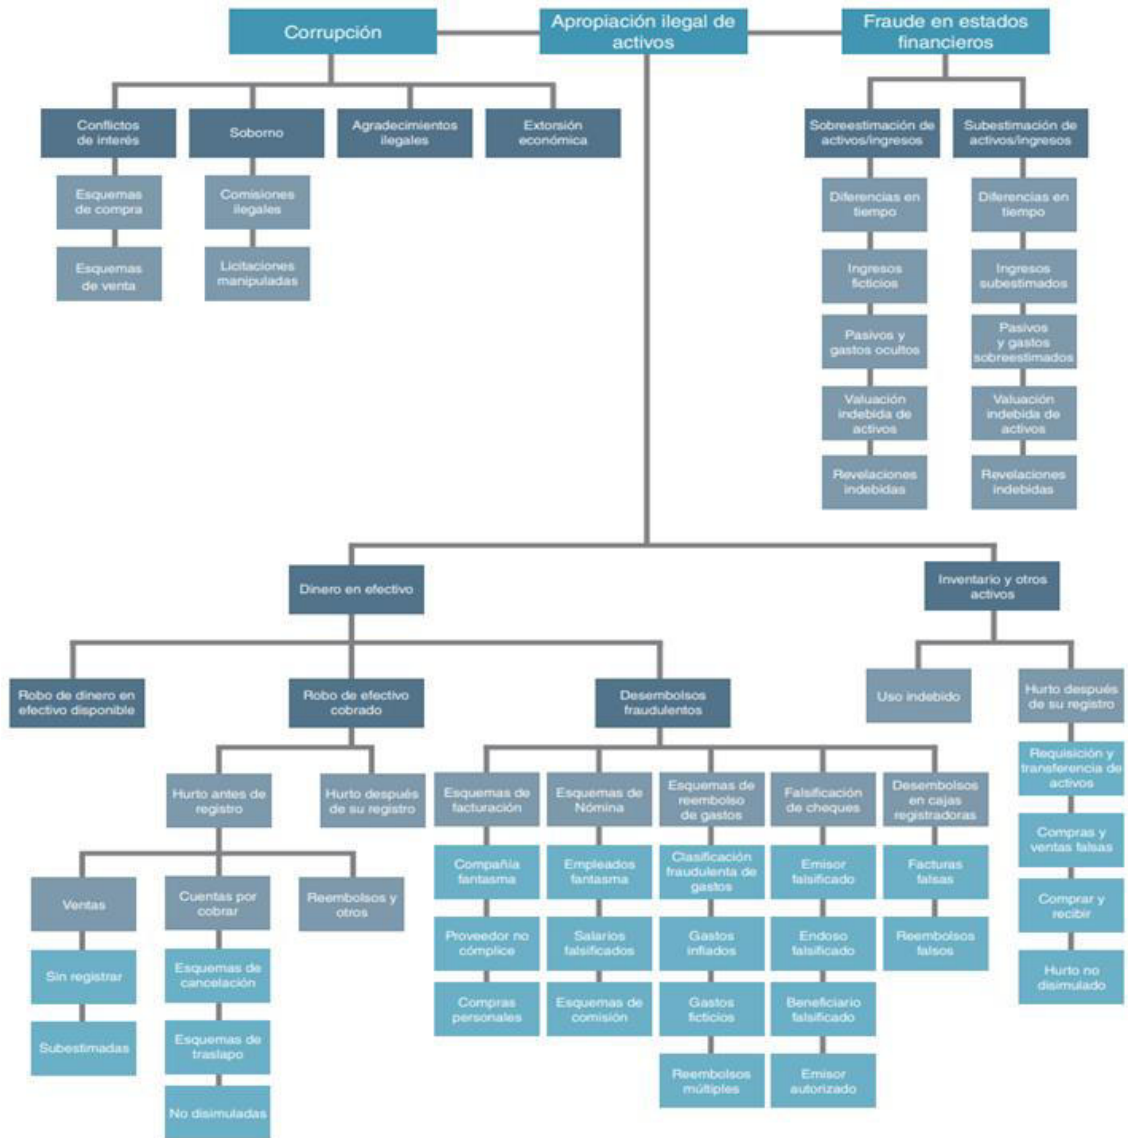 Corrupción
Apropiación ilegal de
activos
Fraude en estados
financieros
Conflictos
de interés
Soborno
Agradecimientos
ilegales
Extorsión
económica
Sobreestimación de
activos/ingresos
Subestimación de
activos/ingresos
Esquemas
de compra
Comisiones
ilegales
Diferencias en
tiempo
Diferencias en
tiempo
Esquemas
de venta
Licitaciones
manipuladas
Ingresos
ficticios
Ingresos
subestimados
Pasivos y
gastos ocultos
Pasivos
y gastos
sobreestimados
Valuación
indebida de
activos
Valuación
indebida de
activos
Revelaciones
indebidas
Revelaciones
indebidas
Dinero en efectivo
Inventario y otros
activos
Robo de dinero en
efectivo disponible
Robo de efectivo
cobrado
Desembolsos
fraudulentos
Uso indebido
Hurto después
de su registro
Hurto antes de
registro
Hurto después
de su registro
Esquemas de
facturación
Esquemas de
Nómina
Esquemas de
reembolso
de gastos
Falsificación
de cheques
Desembolsos
en cajas
registradoras
Requisición y
transferencia de
activos
Ventas
Cuentas por
cobrar
Reembolsos y
otros
Compañía
fantasma
Empleados
fantasma
Clasificación
fraudulenta de
gastos
Emisor
falsificado
Facturas
falsas
Compras y
ventas falsas
Sin registrar
Esquemas de
cancelación
Proveedor no
cómplice
Salarios
falsificados
Gastos
inflados
Endoso
falsificado
Reembolsos
falsos
Comprar y
recibir
Subestimadas
Esquemas de
traslapo
Compras
personales
Esquemas de
comisión
Gastos
ficticios
Beneficiario
falsificado
Hurto no
disimulado
No disimuladas
Reembolsos
múltiples
Emisor
autorizado